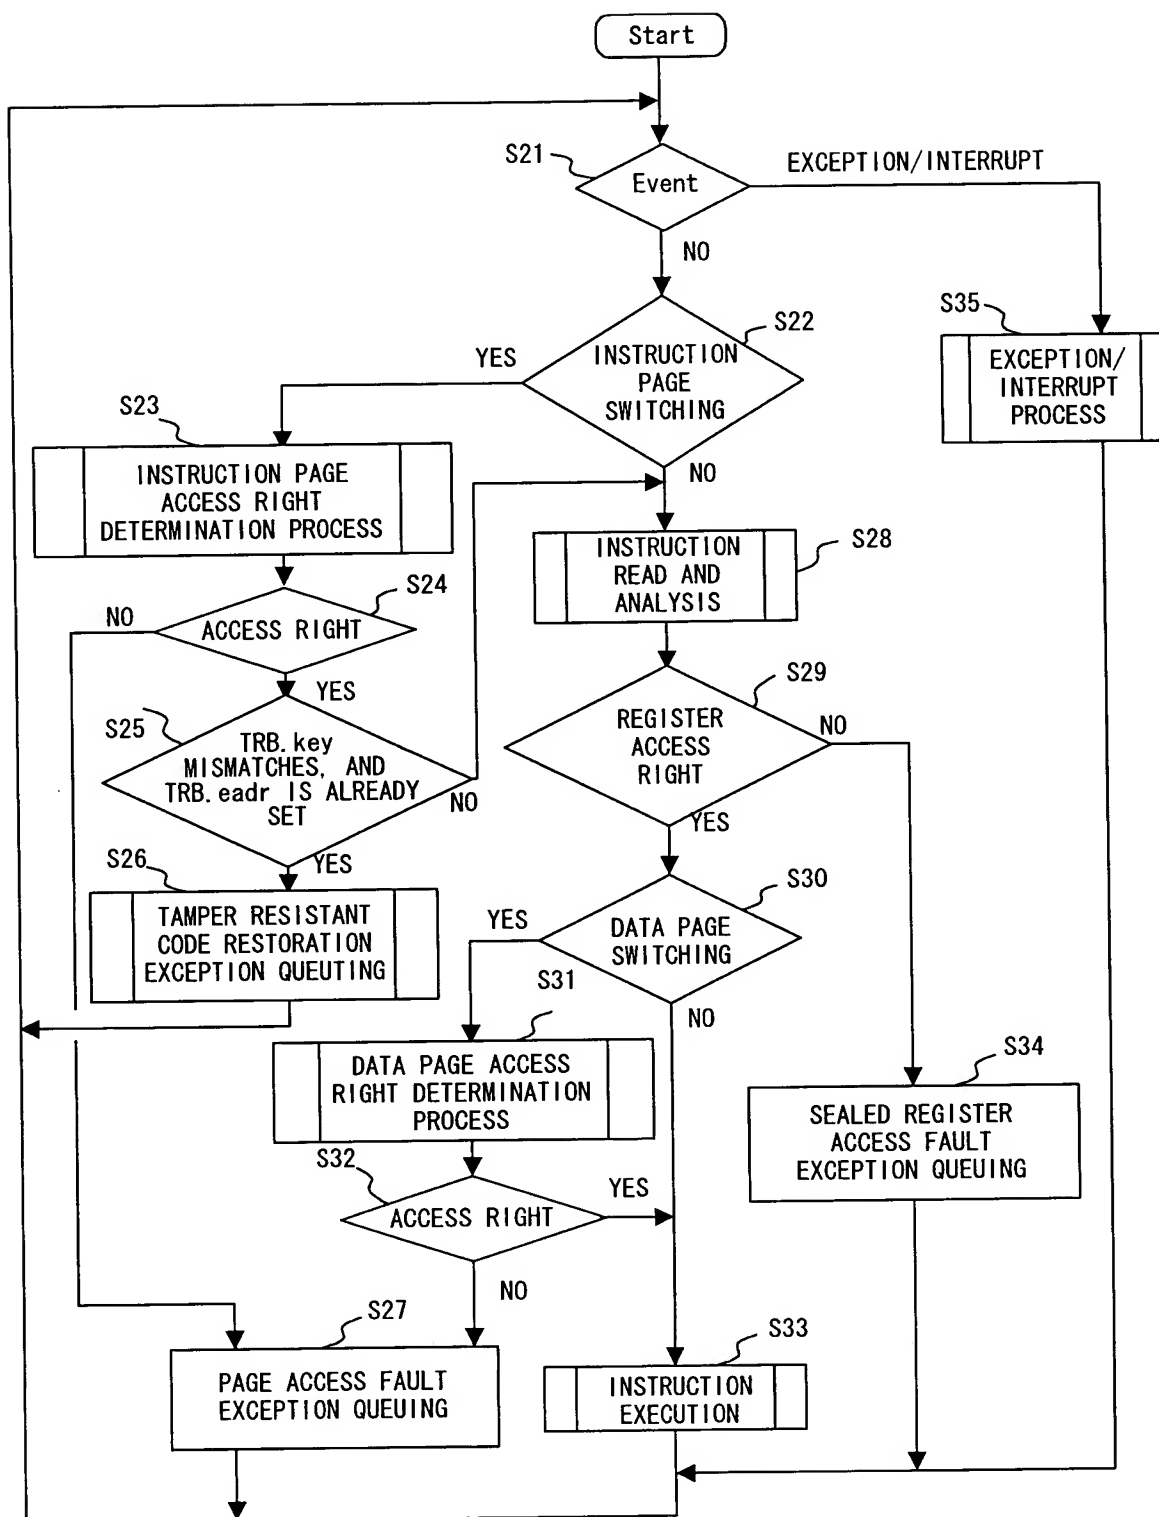 Start
S21
EXCEPTION/INTERRUPT
Event
NO
S22
S35
YES
INSTRUCTION
PAGE
SWITCHING
EXCEPTION/
INTERRUPT
PROCESS
S23
NO
INSTRUCTION PAGE
ACCESS RIGHT
DETERMINATION PROCESS
S28
INSTRUCTION
READ AND
ANALYSIS
S24
NO
ACCESS RIGHT
YES
S29
S25
TRB.key
MISMATCHES, AND
TRB.eadr IS ALREADY
SET
NO
REGISTER
ACCESS
RIGHT
NO
YES
YES
S26
S30
TAMPER RESISTANT
CODE RESTORATION
EXCEPTION QUEUTING
YES
DATA PAGE
SWITCHING
S31
NO
S34
DATA PAGE ACCESS
RIGHT DETERMINATION
PROCESS
SEALED REGISTER
ACCESS FAULT
EXCEPTION QUEUING
S32
YES
ACCESS RIGHT
NO
S27
S33
PAGE ACCESS FAULT
EXCEPTION QUEUING
INSTRUCTION
EXECUTION